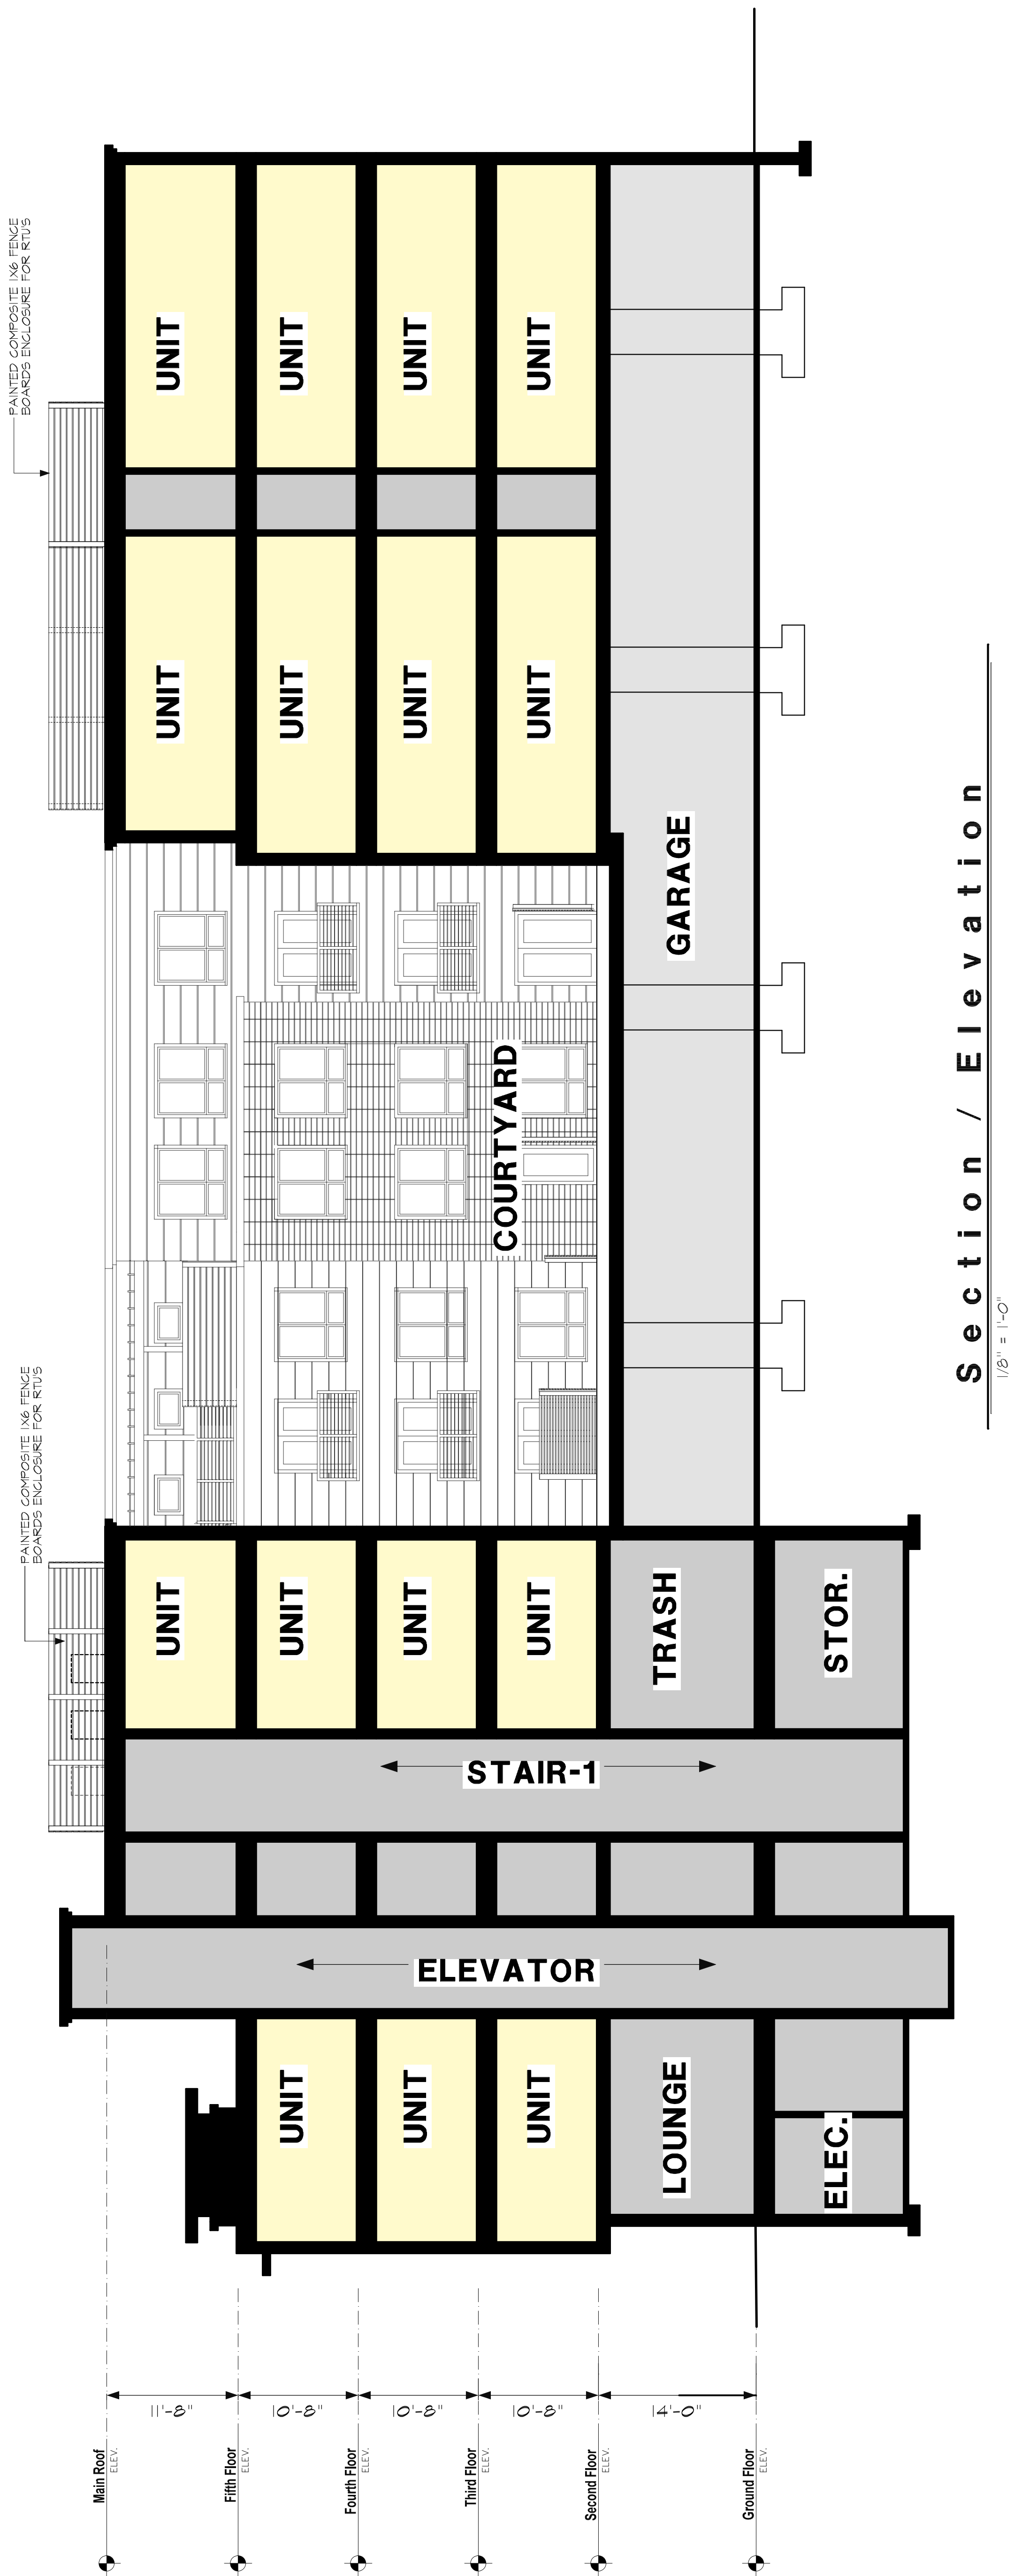 PAINTED COMPOSITE 1X6 FENCE
BOARDS ENCLOSURE FOR RTU'S
PAINTED COMPOSITE 1X6 FENCE
BOARDS ENCLOSURE FOR RTU'S
Main Roof
ELEV.
11'-8"
UNIT
UNIT
UNIT
Fifth Floor
ELEV.
10'-8"
UNIT
UNIT
UNIT
UNIT
Fourth Floor
ELEV.
10'-8"
UNIT
UNIT
UNIT
UNIT
Third Floor
ELEV.
10'-8"
UNIT
UNIT
COURTYARD
UNIT
UNIT
Second Floor
ELEV.
14'-0"
LOUNGE
ELEVATOR
STAIR-1
TRASH
GARAGE
Ground Floor
ELEV.
ELEC.
STOR.
Section / Elevation
1/8" = 1'-0"